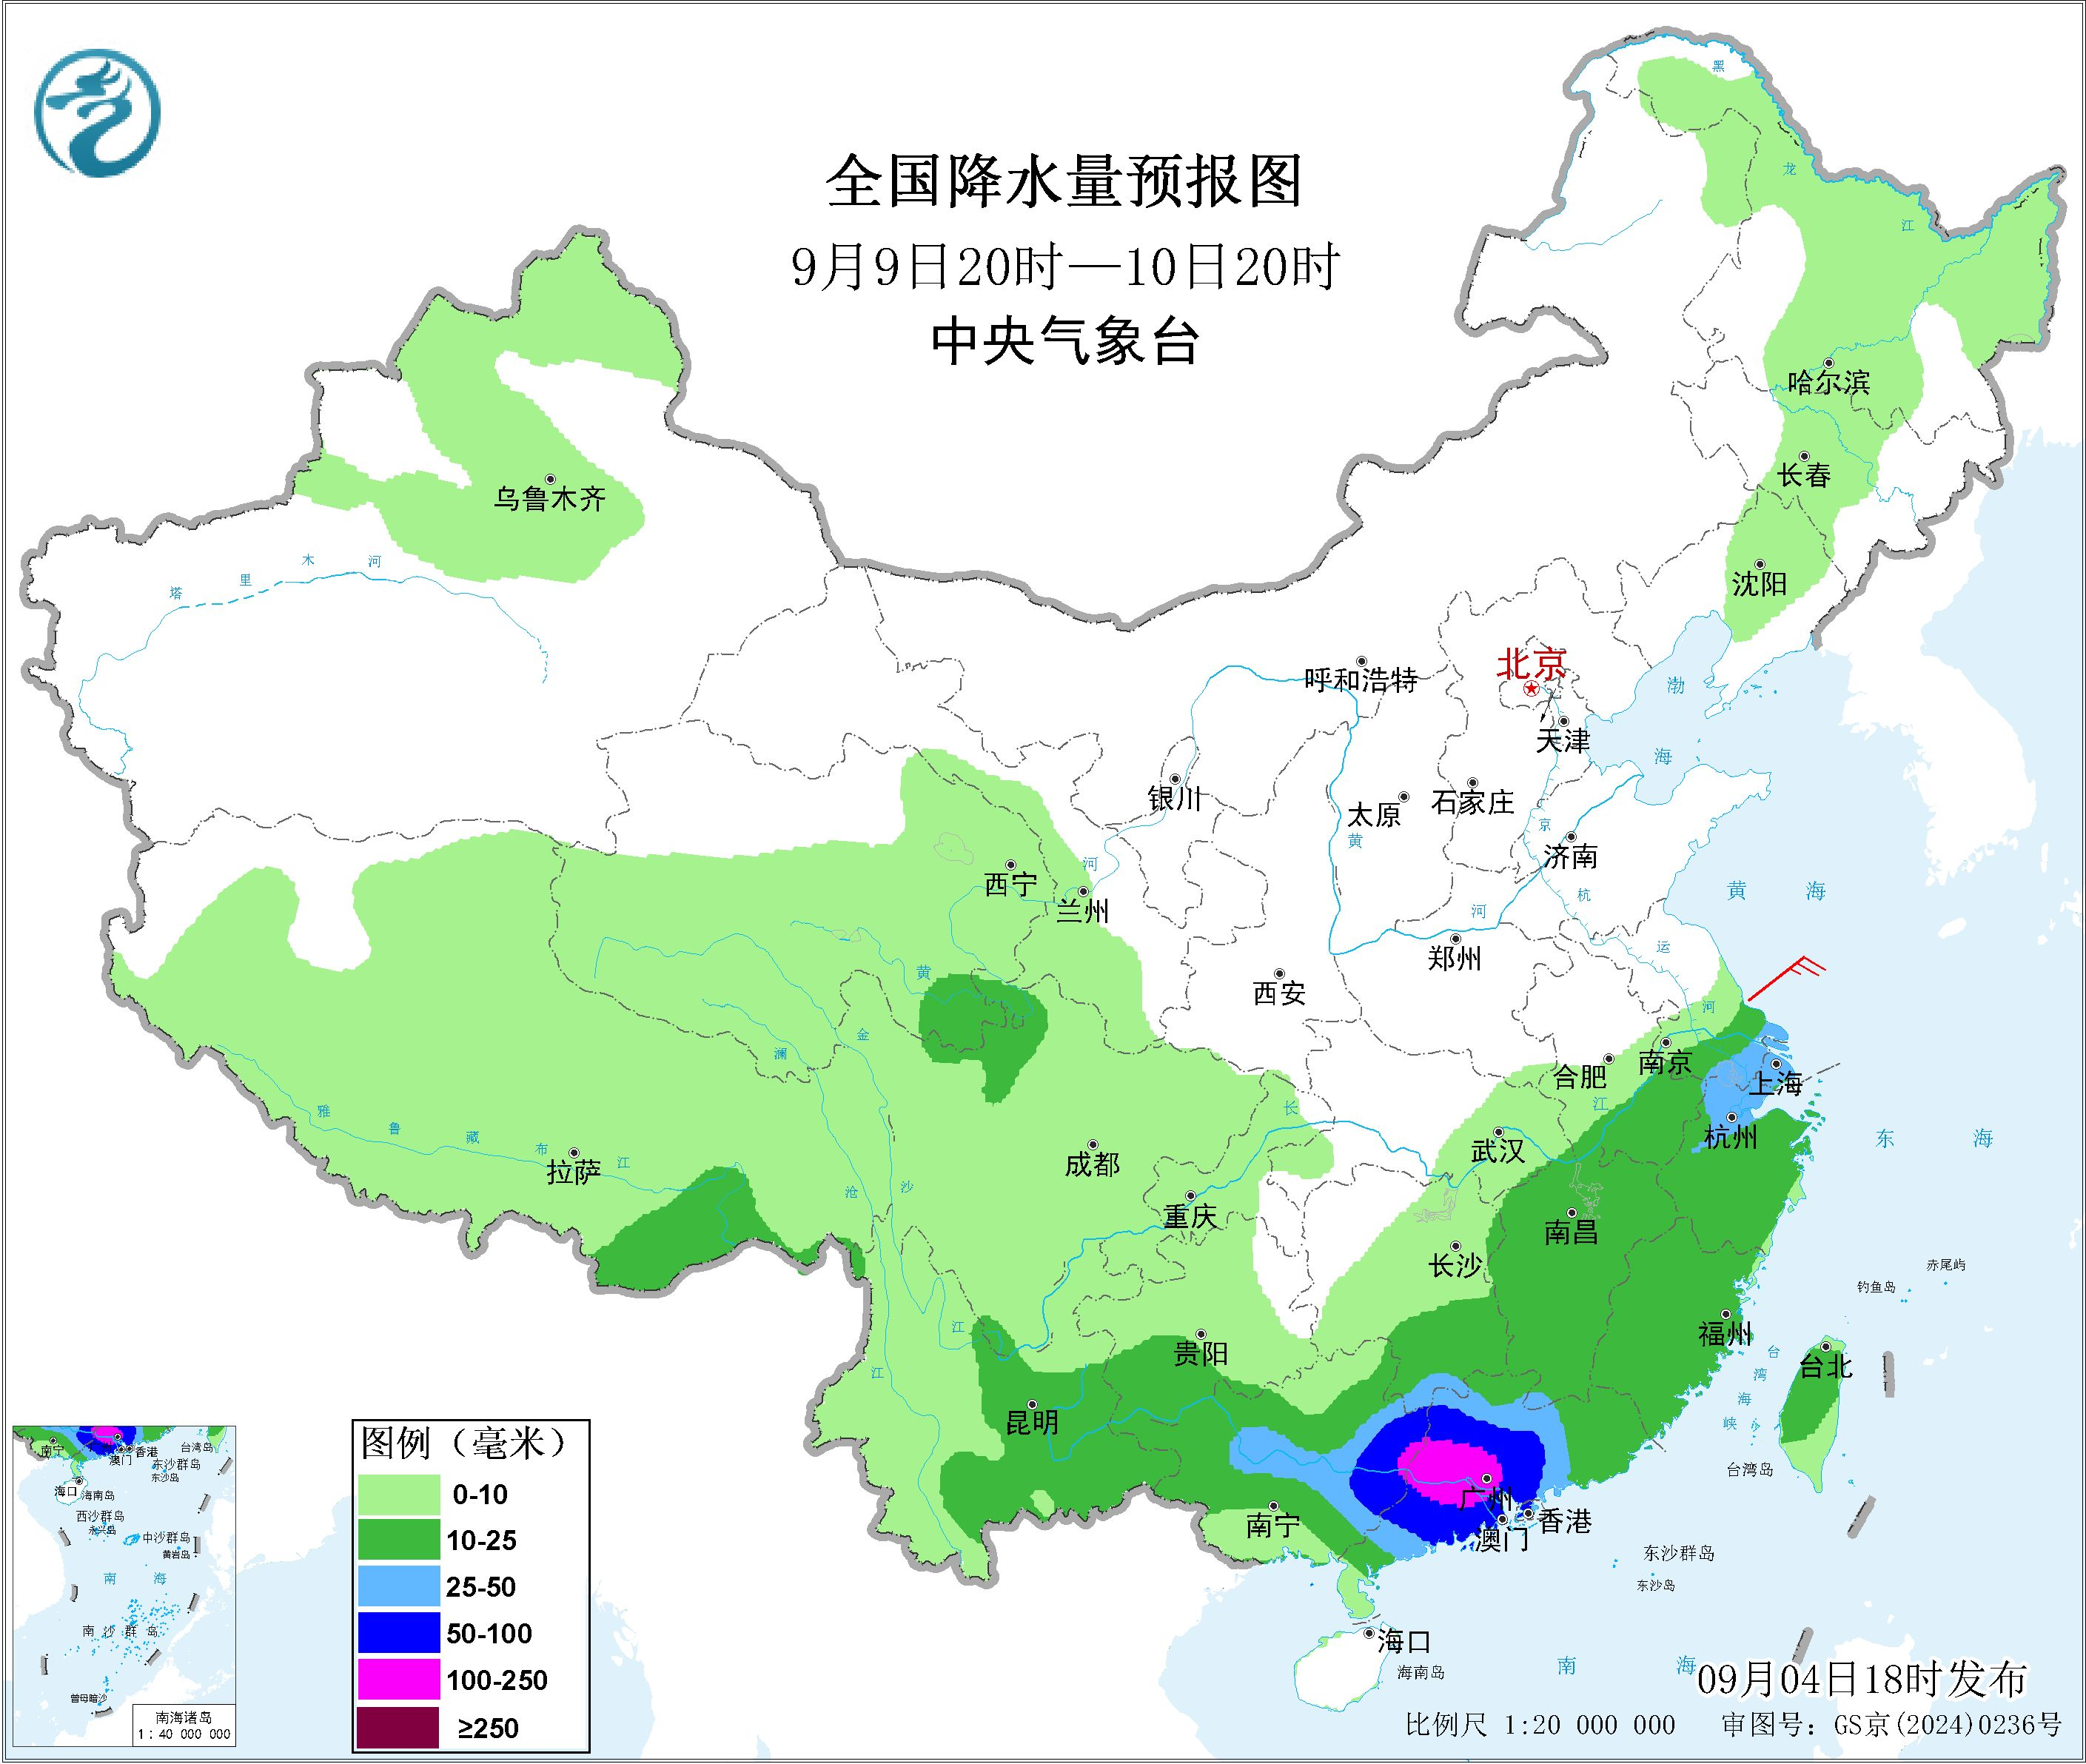 全国降水量预报图
9月9日20时—10日20时
中央气象台
黑
龙
江
哈尔滨
长春
沈阳
乌鲁木齐
塔 里 木 河
北京
天津
呼和浩特
渤
海
银川
太原
石家庄
黄
京
济南
杭
河
西宁
兰州
黄 海
河
运
郑州
西安
黄
河
金
澜
南京
合肥
上海
江
长
雅 鲁 藏 布 江
拉萨
成都
武汉
杭州
东 海
沧
沙
重庆
南昌
长沙
赤尾屿
钓鱼岛
福州
江
江
贵阳
台北
台
湾
海
峡
台湾岛
昆明
广州
南宁
澳门
香港
东沙群岛
东沙岛
海口
海南岛
南 海
图例（毫米）
0-10
10-25
25-50
50-100
100-250
≥250
南宁
香港
澳门
台湾岛
东沙群岛
东沙岛
海口
海南岛
西沙群岛
永兴岛
中沙群岛
黄岩岛
南 海
南 沙 群 岛
曾母暗沙
南海诸岛
1：40 000 000
09月04日18时发布
比例尺 1:20 000 000 审图号：GS京(2024)0236号